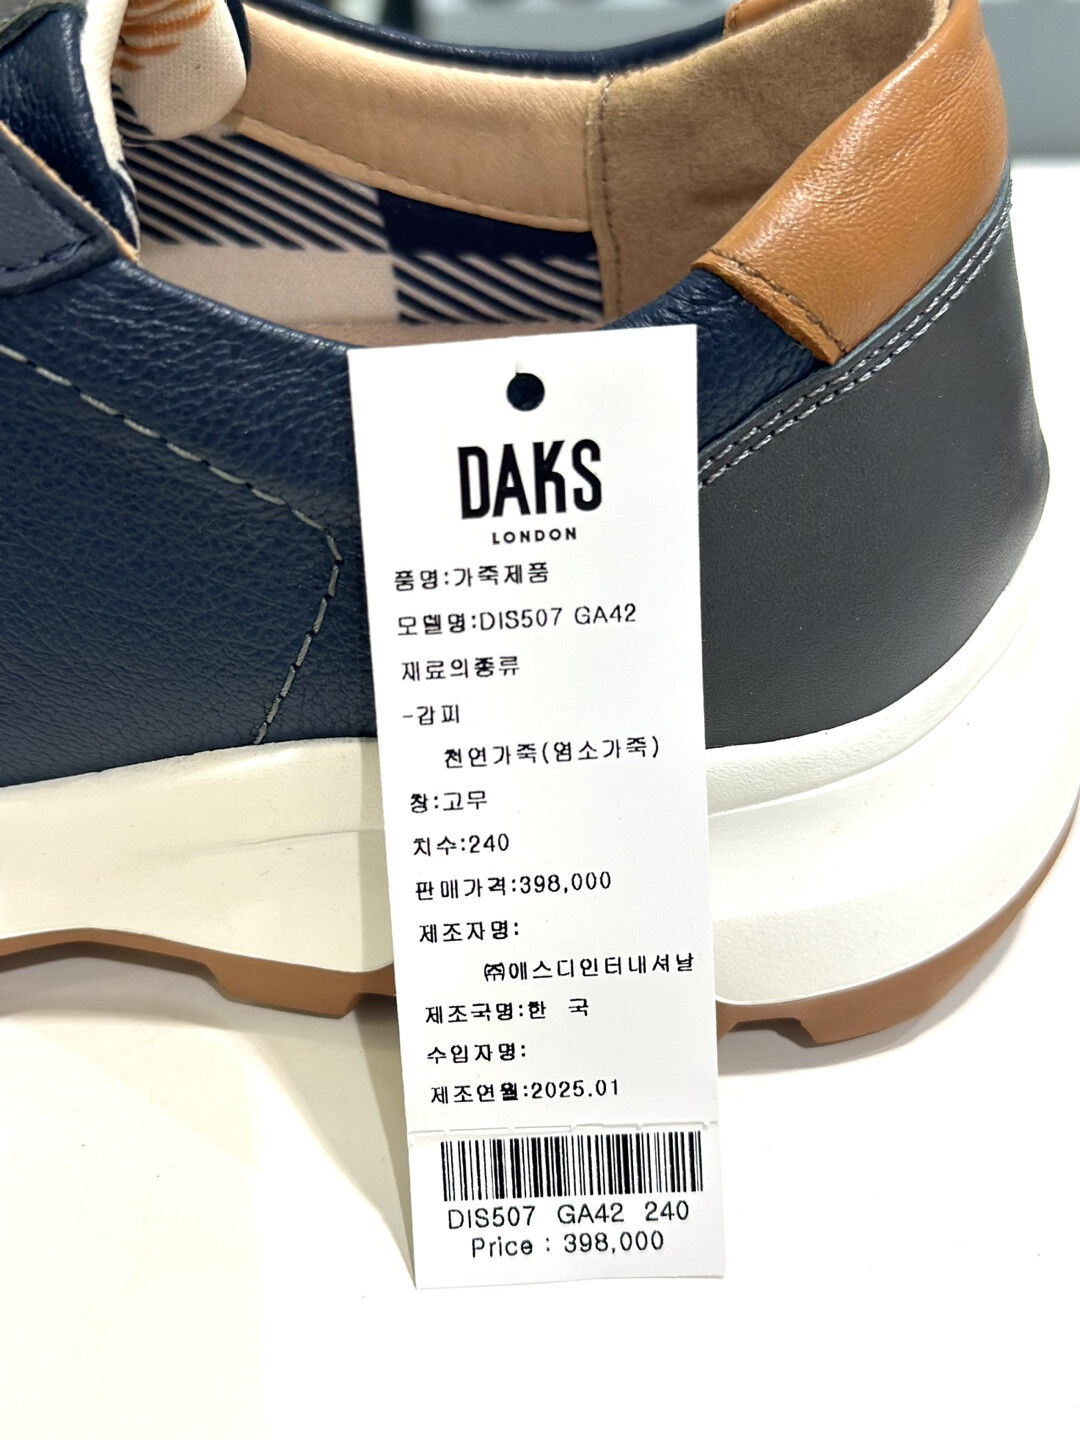 DAKS
LONDON
품명:가죽제품
모델명:DIS507 GA42
재료의종류
-갑피
천연가죽(염소가죽)
창:고무
치수:240
판매가격:398,000
제조자명:
㈜에스디인터내셔날
제조국명:한 국
수입자명:
제조연월:2025.01
DIS507 GA42 240
Price : 398,000